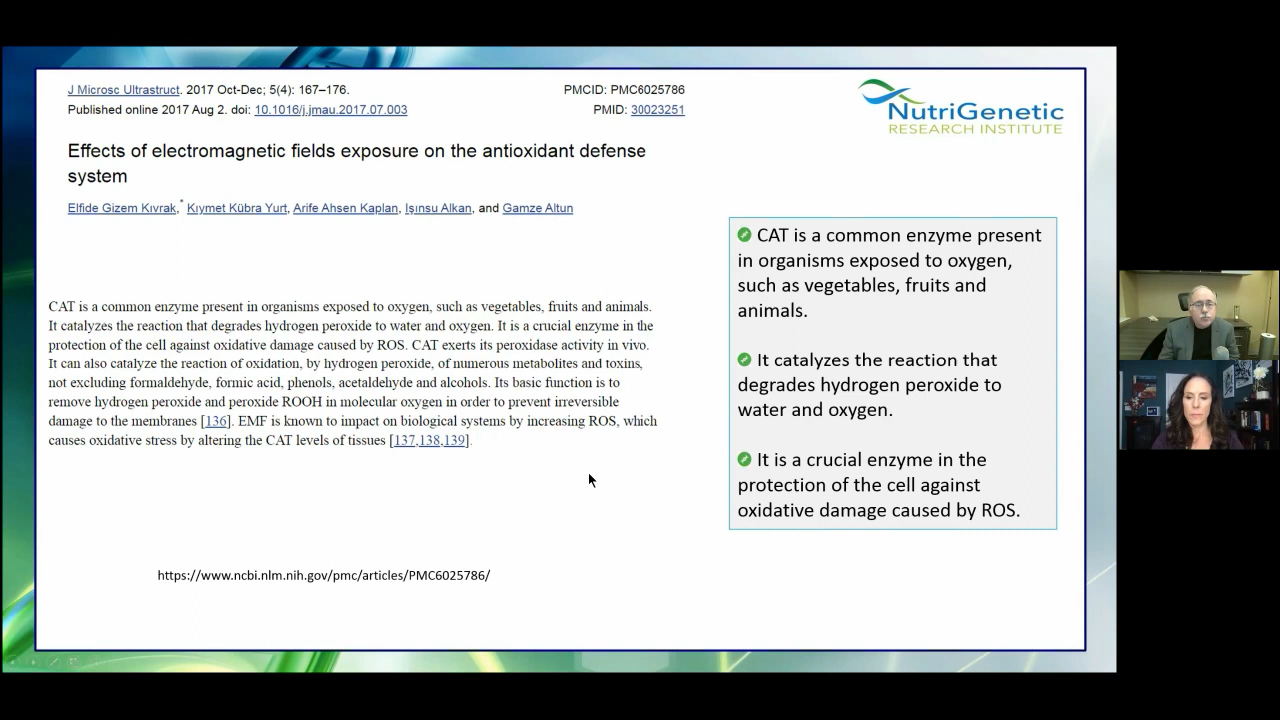 J Microsc Ultrastruct. 2017 Oct-Dec; 5(4): 167–176.
PMCID: PMC6025786
Published online 2017 Aug 2. doi: 10.1016/j.jmau.2017.07.003
PMID: 30023251
NutriGenetic
RESEARCH INSTITUTE
Effects of electromagnetic fields exposure on the antioxidant defense
system
Elfide Gizem Kıvrak,* Kıymet Kübra Yurt, Arife Ahsen Kaplan, Işınsu Alkan, and Gamze Altun
CAT is a common enzyme present in organisms exposed to oxygen, such as vegetables, fruits and animals.
It catalyzes the reaction that degrades hydrogen peroxide to water and oxygen. It is a crucial enzyme in the
protection of the cell against oxidative damage caused by ROS. CAT exerts its peroxidase activity in vivo.
It can also catalyze the reaction of oxidation, by hydrogen peroxide, of numerous metabolites and toxins,
not excluding formaldehyde, formic acid, phenols, acetaldehyde and alcohols. Its basic function is to
remove hydrogen peroxide and peroxide ROOH in molecular oxygen in order to prevent irreversible
damage to the membranes [136]. EMF is known to impact on biological systems by increasing ROS, which
causes oxidative stress by altering the CAT levels of tissues [137,138,139].
CAT is a common enzyme present
in organisms exposed to oxygen,
such as vegetables, fruits and
animals.
It catalyzes the reaction that
degrades hydrogen peroxide to
water and oxygen.
It is a crucial enzyme in the
protection of the cell against
oxidative damage caused by ROS.
https://www.ncbi.nlm.nih.gov/pmc/articles/PMC6025786/